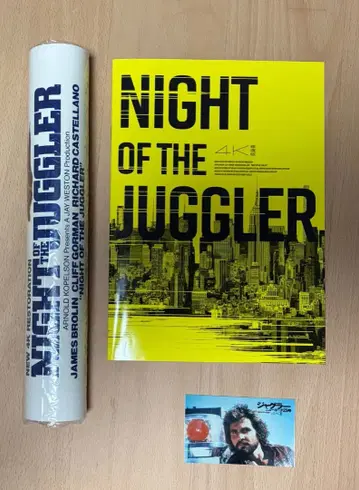 NEW 4K RESTORATION
NIGHT OF THE JUGGLER
ARNOLD KOPELSON Presents A JAY WESTON Production
JAMES BROLIN CLIFF GORMAN RICHARD CASTELLANO
"NIGHT OF THE JUGGLER"
NIGHT
OF THE 4K
JUGGLER
ジャグラー